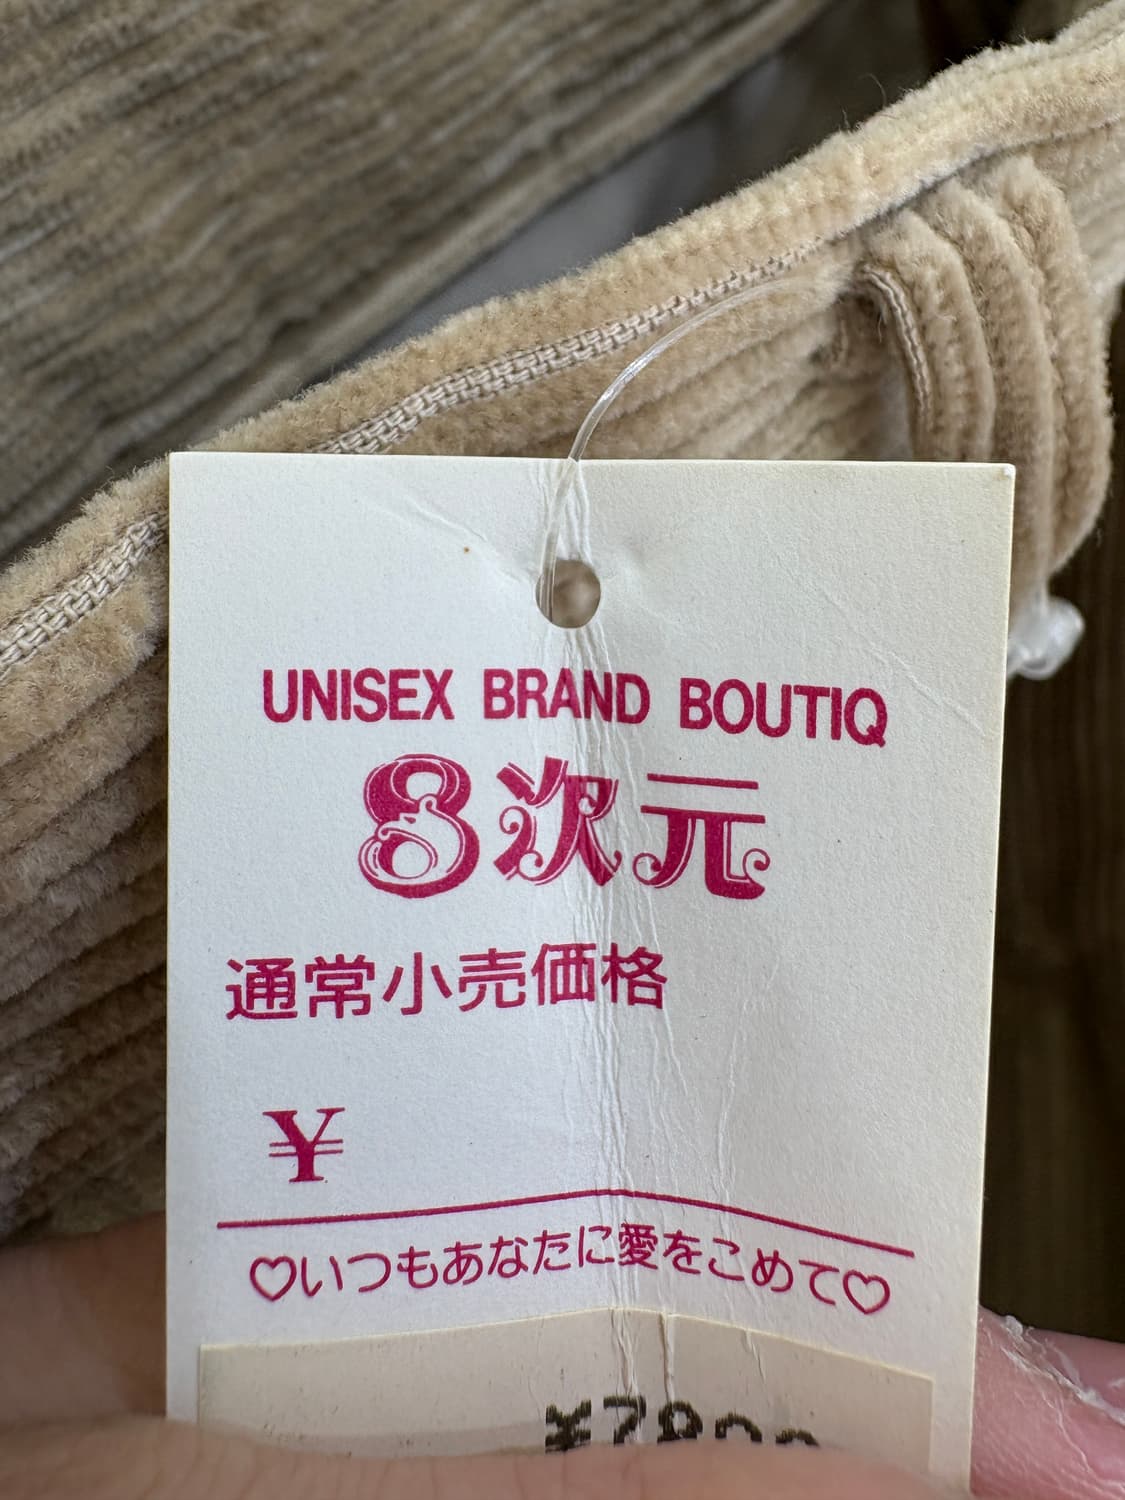 UNISEX BRAND BOUTIQ
8次元
通常小売価格
¥
♡いつもあなたに愛をこめて♡
¥7800